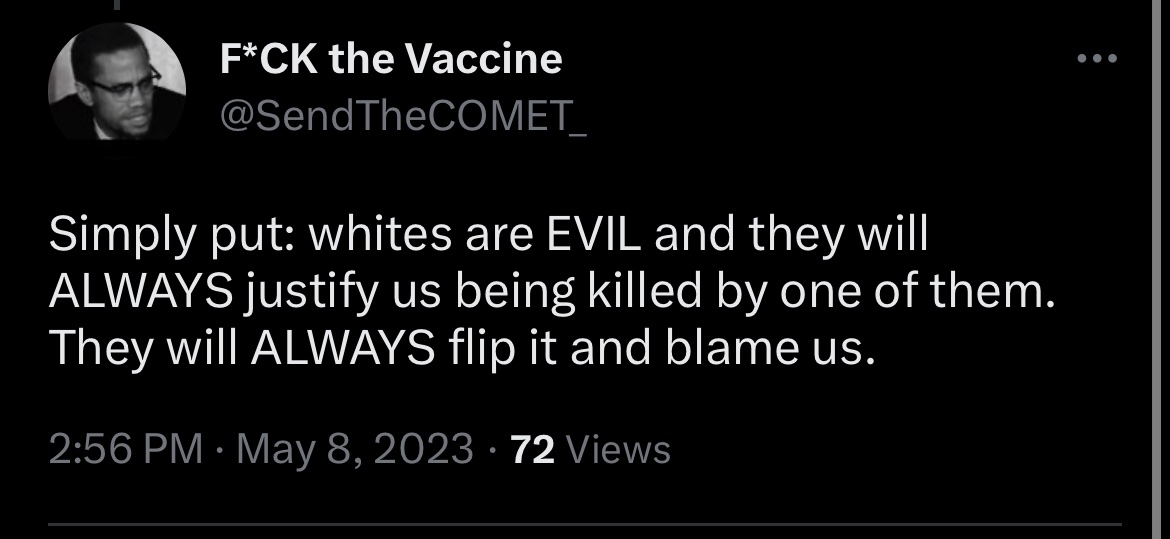 F*CK the Vaccine
@SendTheCOMET_
Simply put: whites are EVIL and they will
ALWAYS justify us being killed by one of them.
They will ALWAYS flip it and blame us.
2:56 PM · May 8, 2023 · 72 Views